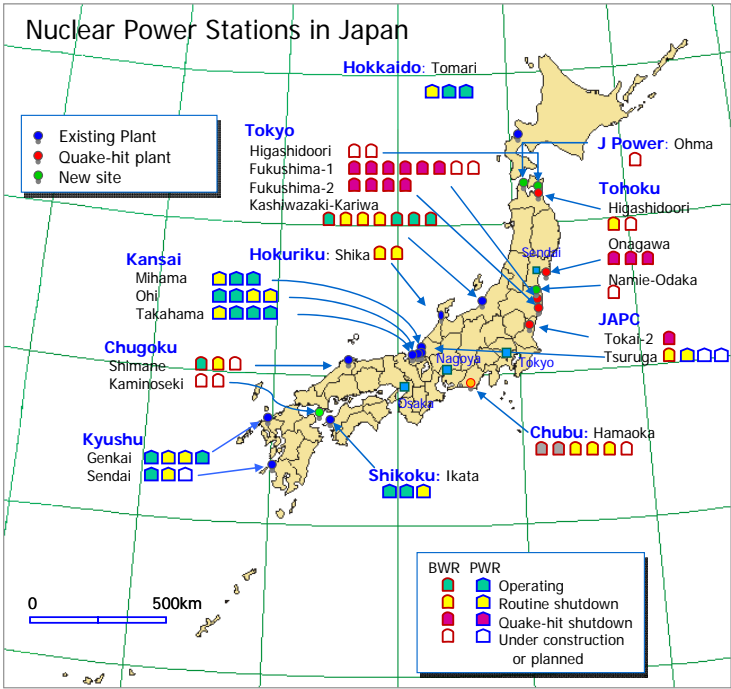 Nuclear Power Stations in Japan
Hokkaido: Tomari
Existing Plant
Quake-hit plant
New site
Tokyo
Higashidoori
Fukushima-1
Fukushima-2
Kashiwazaki-Kariwa
J Power: Ohma
Tohoku
Higashidoori
Onagawa
Namie-Odaka
Sendai
Hokuriku: Shika
Kansai
Mihama
Ohi
Takahama
JAPC
Tokai-2
Tsuruga
Chugoku
Shimane
Kaminoseki
Nagoya
Tokyo
Osaka
Chubu: Hamaoka
Kyushu
Genkai
Sendai
Shikoku: Ikata
BWR PWR
Operating
Routine shutdown
Quake-hit shutdown
Under construction
or planned
0 500km